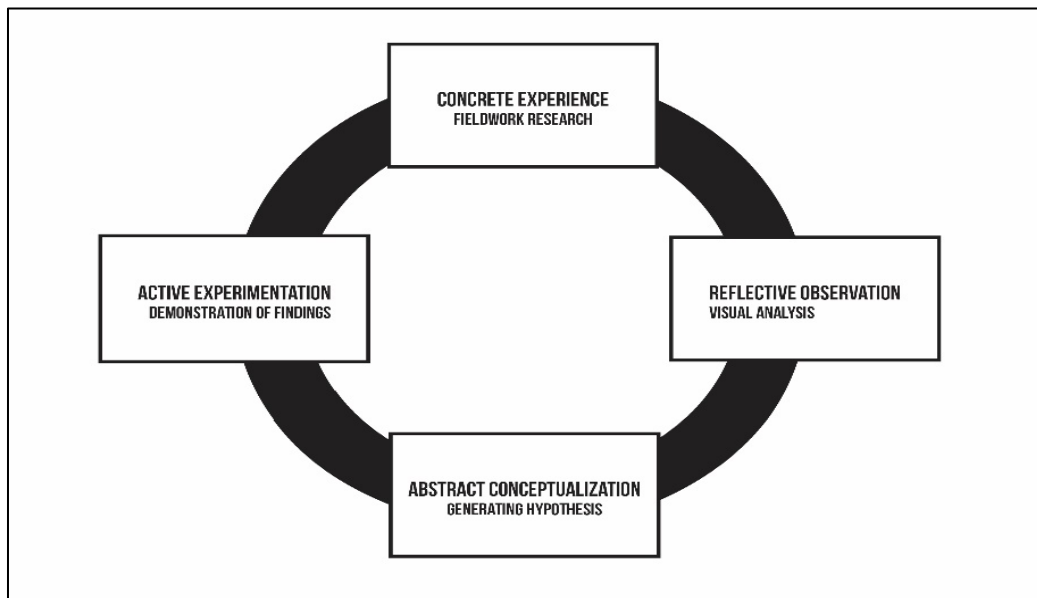 CONCRETE EXPERIENCE
FIELDWORK RESEARCH
ACTIVE EXPERIMENTATION
DEMONSTRATION OF FINDINGS
REFLECTIVE OBSERVATION
VISUAL ANALYSIS
ABSTRACT CONCEPTUALIZATION
GENERATING HYPOTHESIS